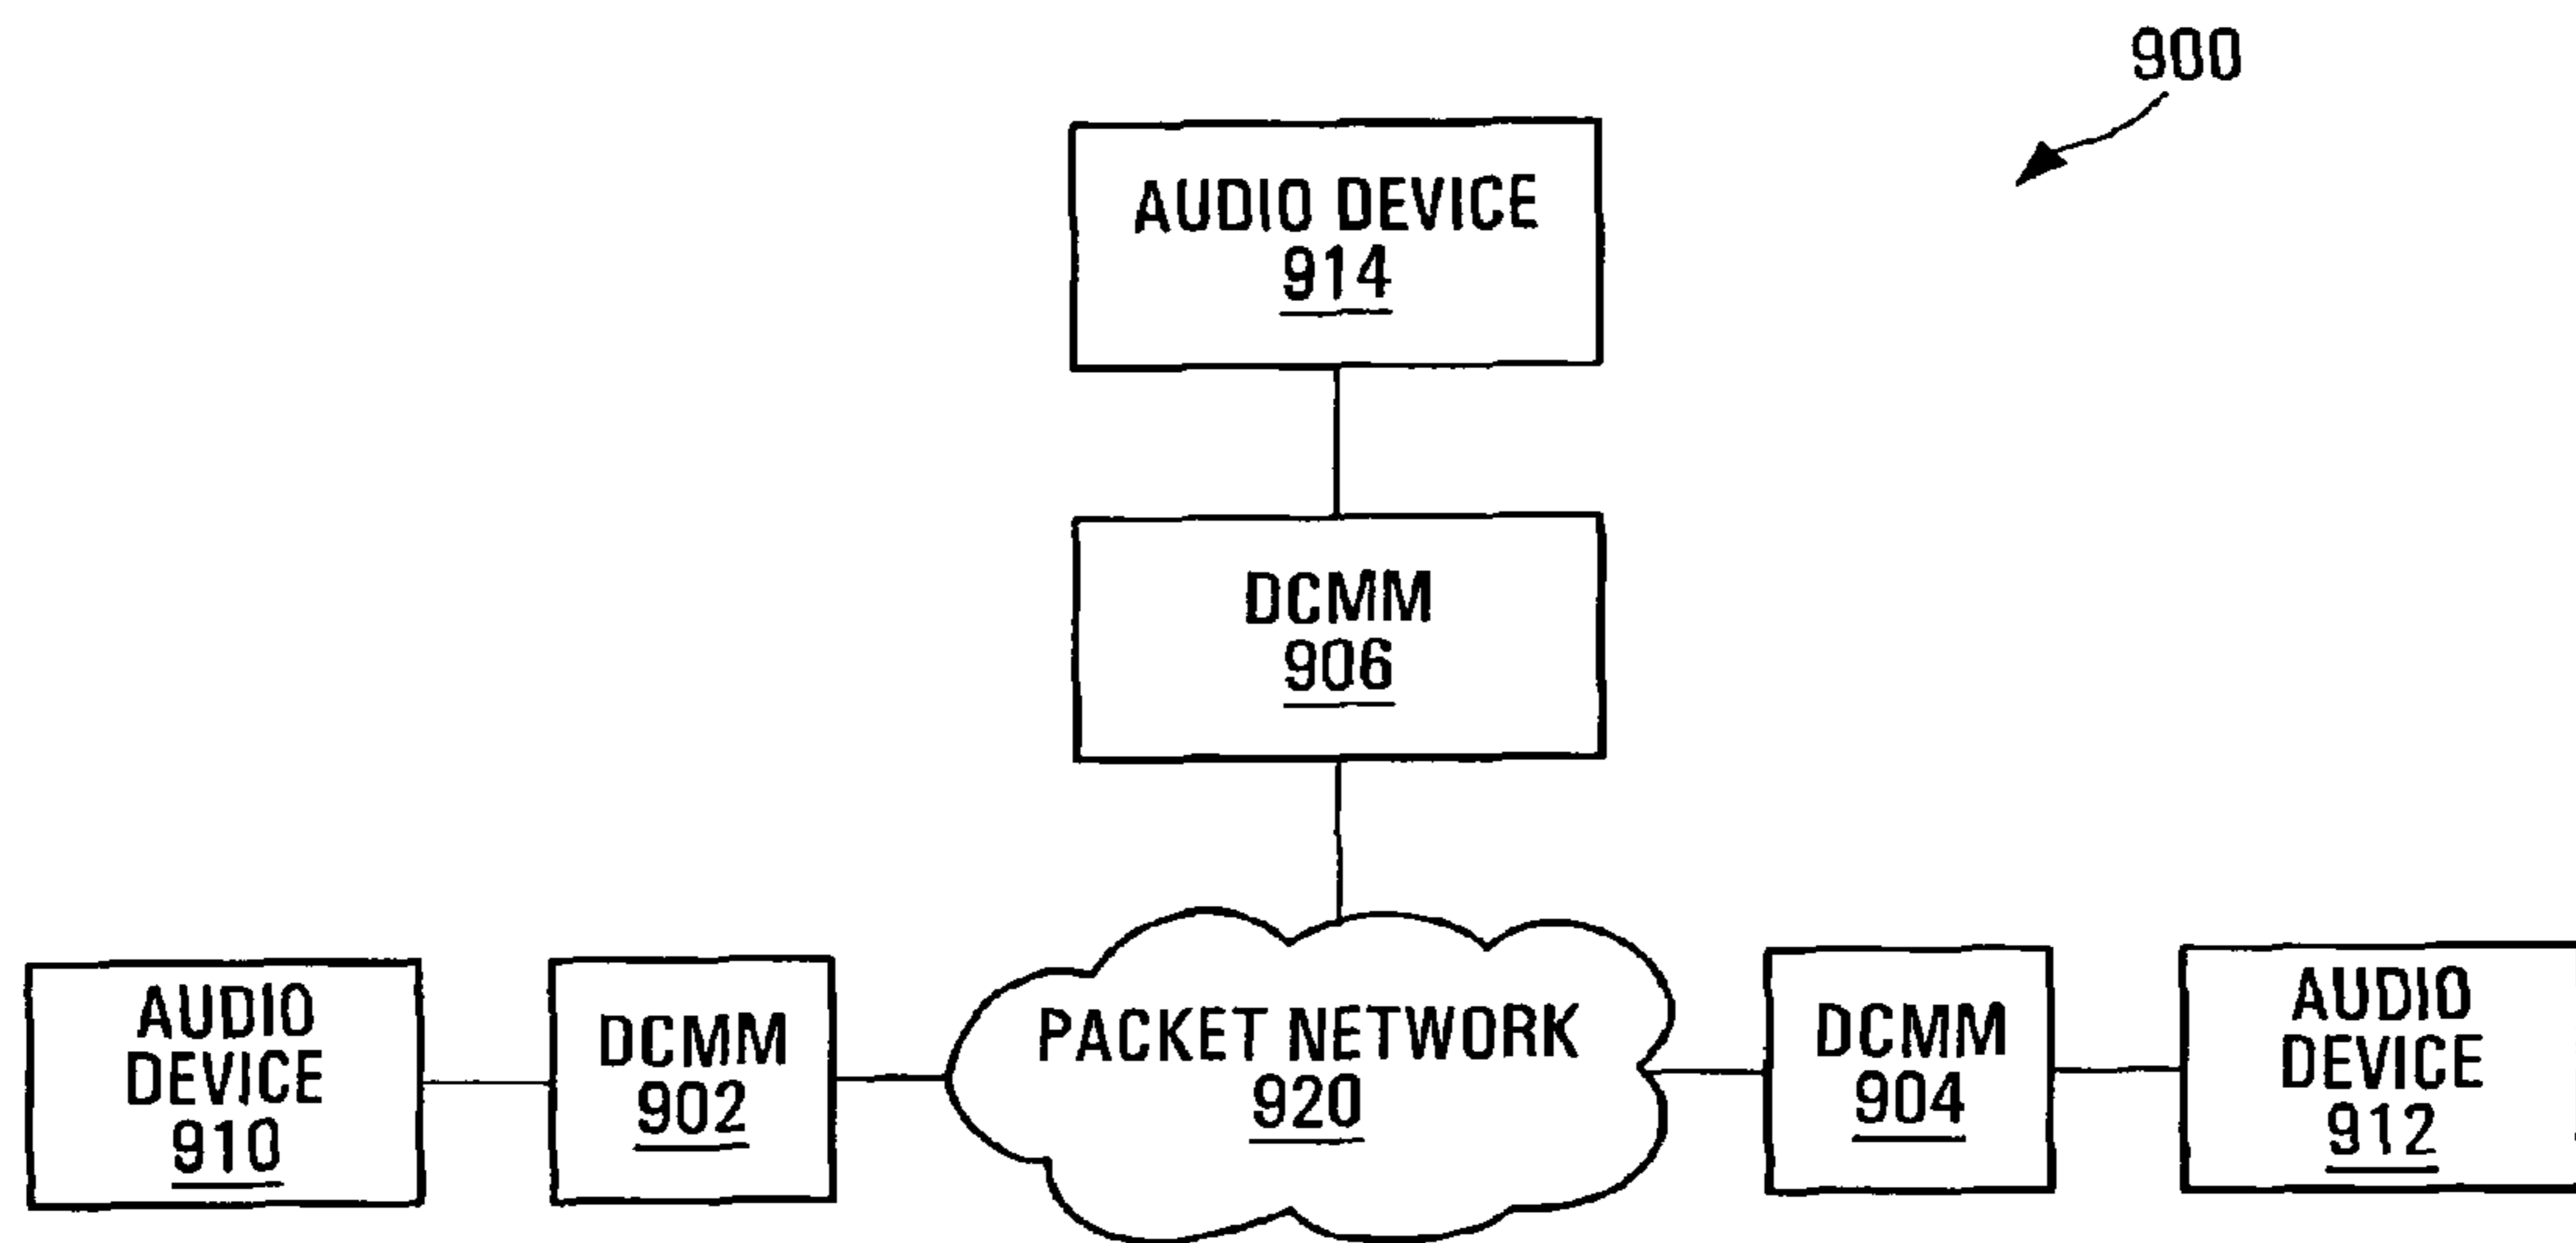 900
AUDIO DEVICE
914
DCMM
906
AUDIO
DEVICE
910
DCMM
902
PACKET NETWORK
920
DCMM
904
AUDIO
DEVICE
912